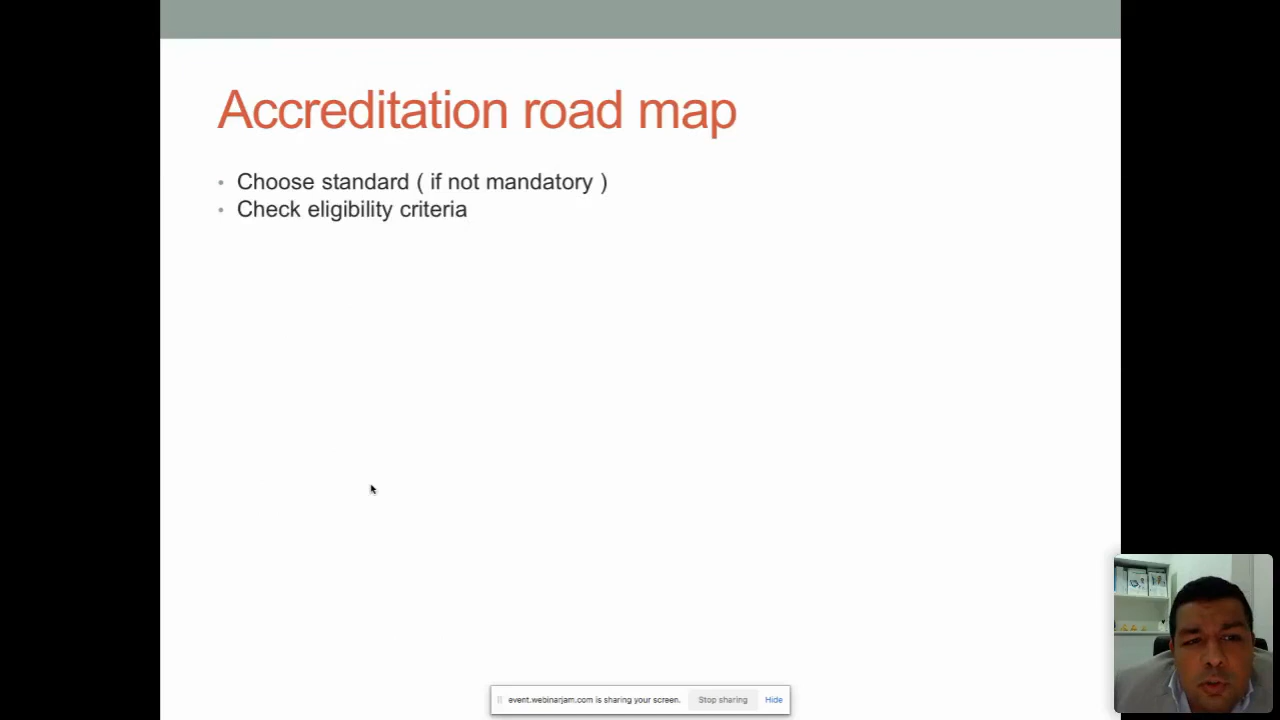 Accreditation road map
• Choose standard ( if not mandatory )
• Check eligibility criteria
event.webinarjam.com is sharing your screen. Stop sharing Hide